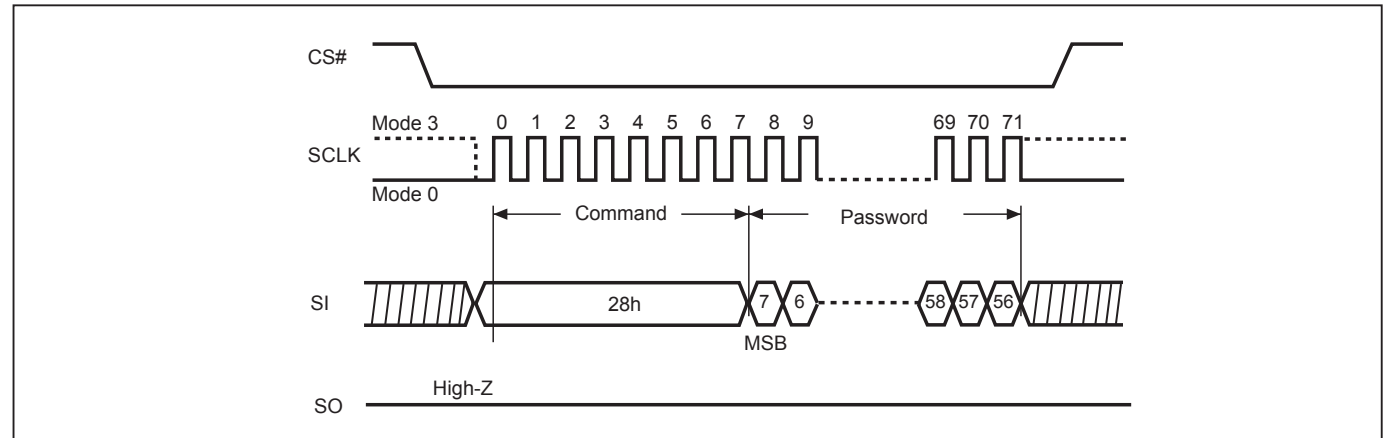 CS#
Mode 3 0 1 2 3 4 5 6 7 8 9 69 70 71
SCLK
Mode 0
Command Password
SI 28h 7 6 58 57 56
MSB
High-Z
SO